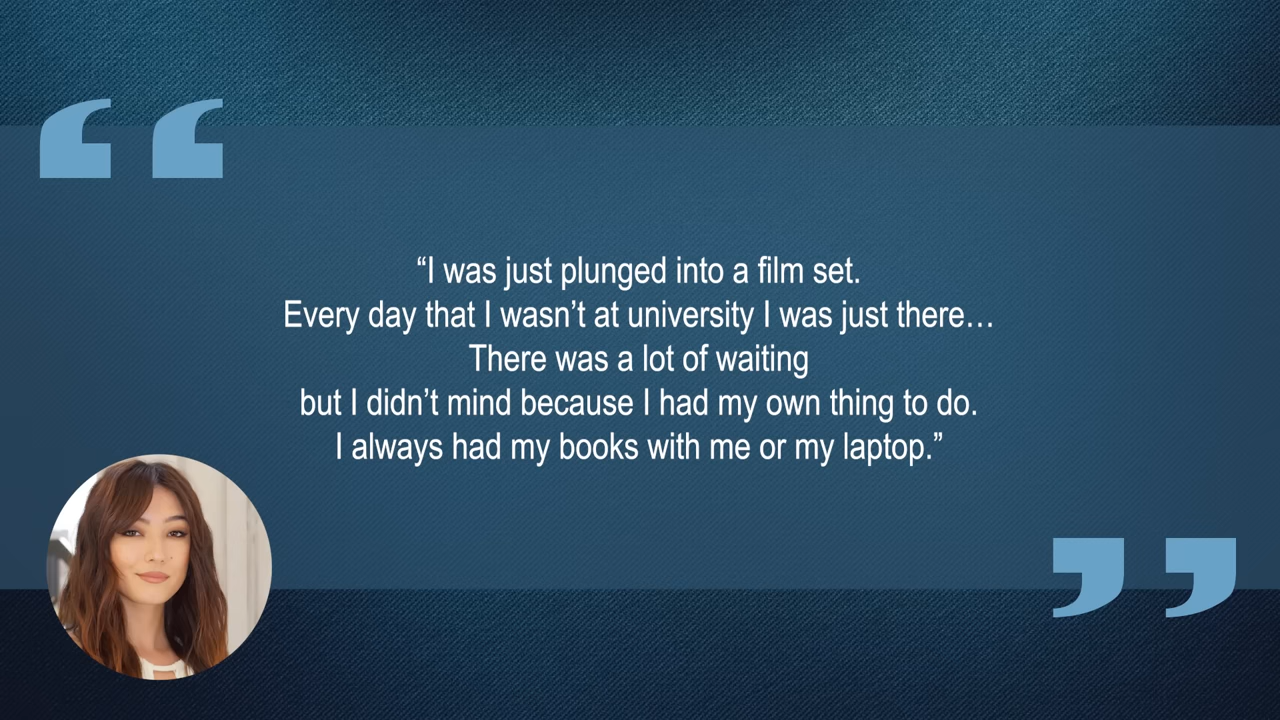 “I was just plunged into a film set.
Every day that I wasn’t at university I was just there…
There was a lot of waiting
but I didn’t mind because I had my own thing to do.
I always had my books with me or my laptop.”